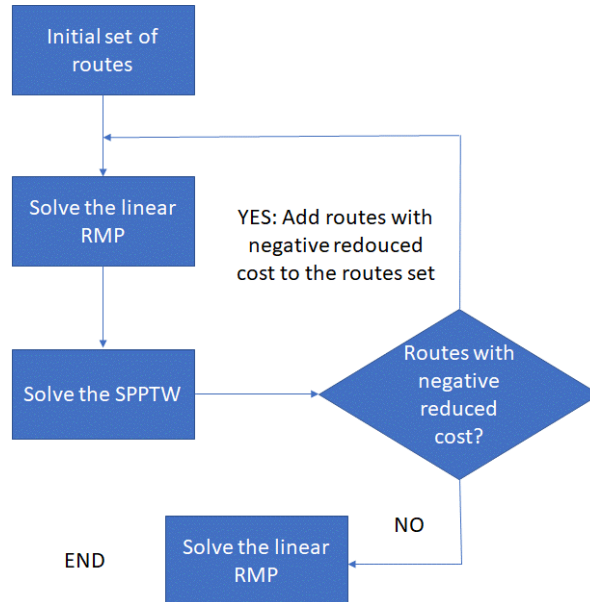 Initial set of
routes
Solve the linear
RMP
YES: Add routes with
negative redouced
cost to the routes set
Solve the SPPTW
Routes with
negative
reduced
cost?
NO
END
Solve the linear
RMP